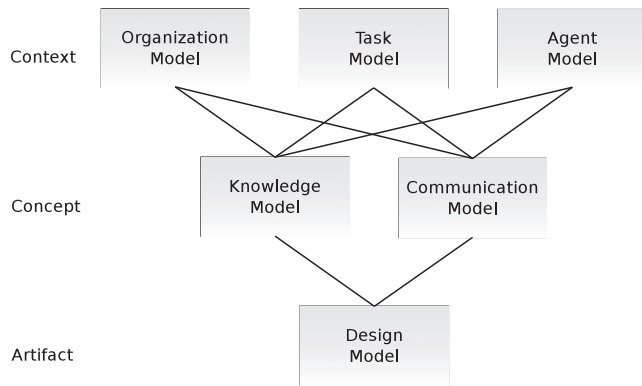 Context
Organization
Model
Task
Model
Agent
Model
Concept
Knowledge
Model
Communication
Model
Artifact
Design
Model